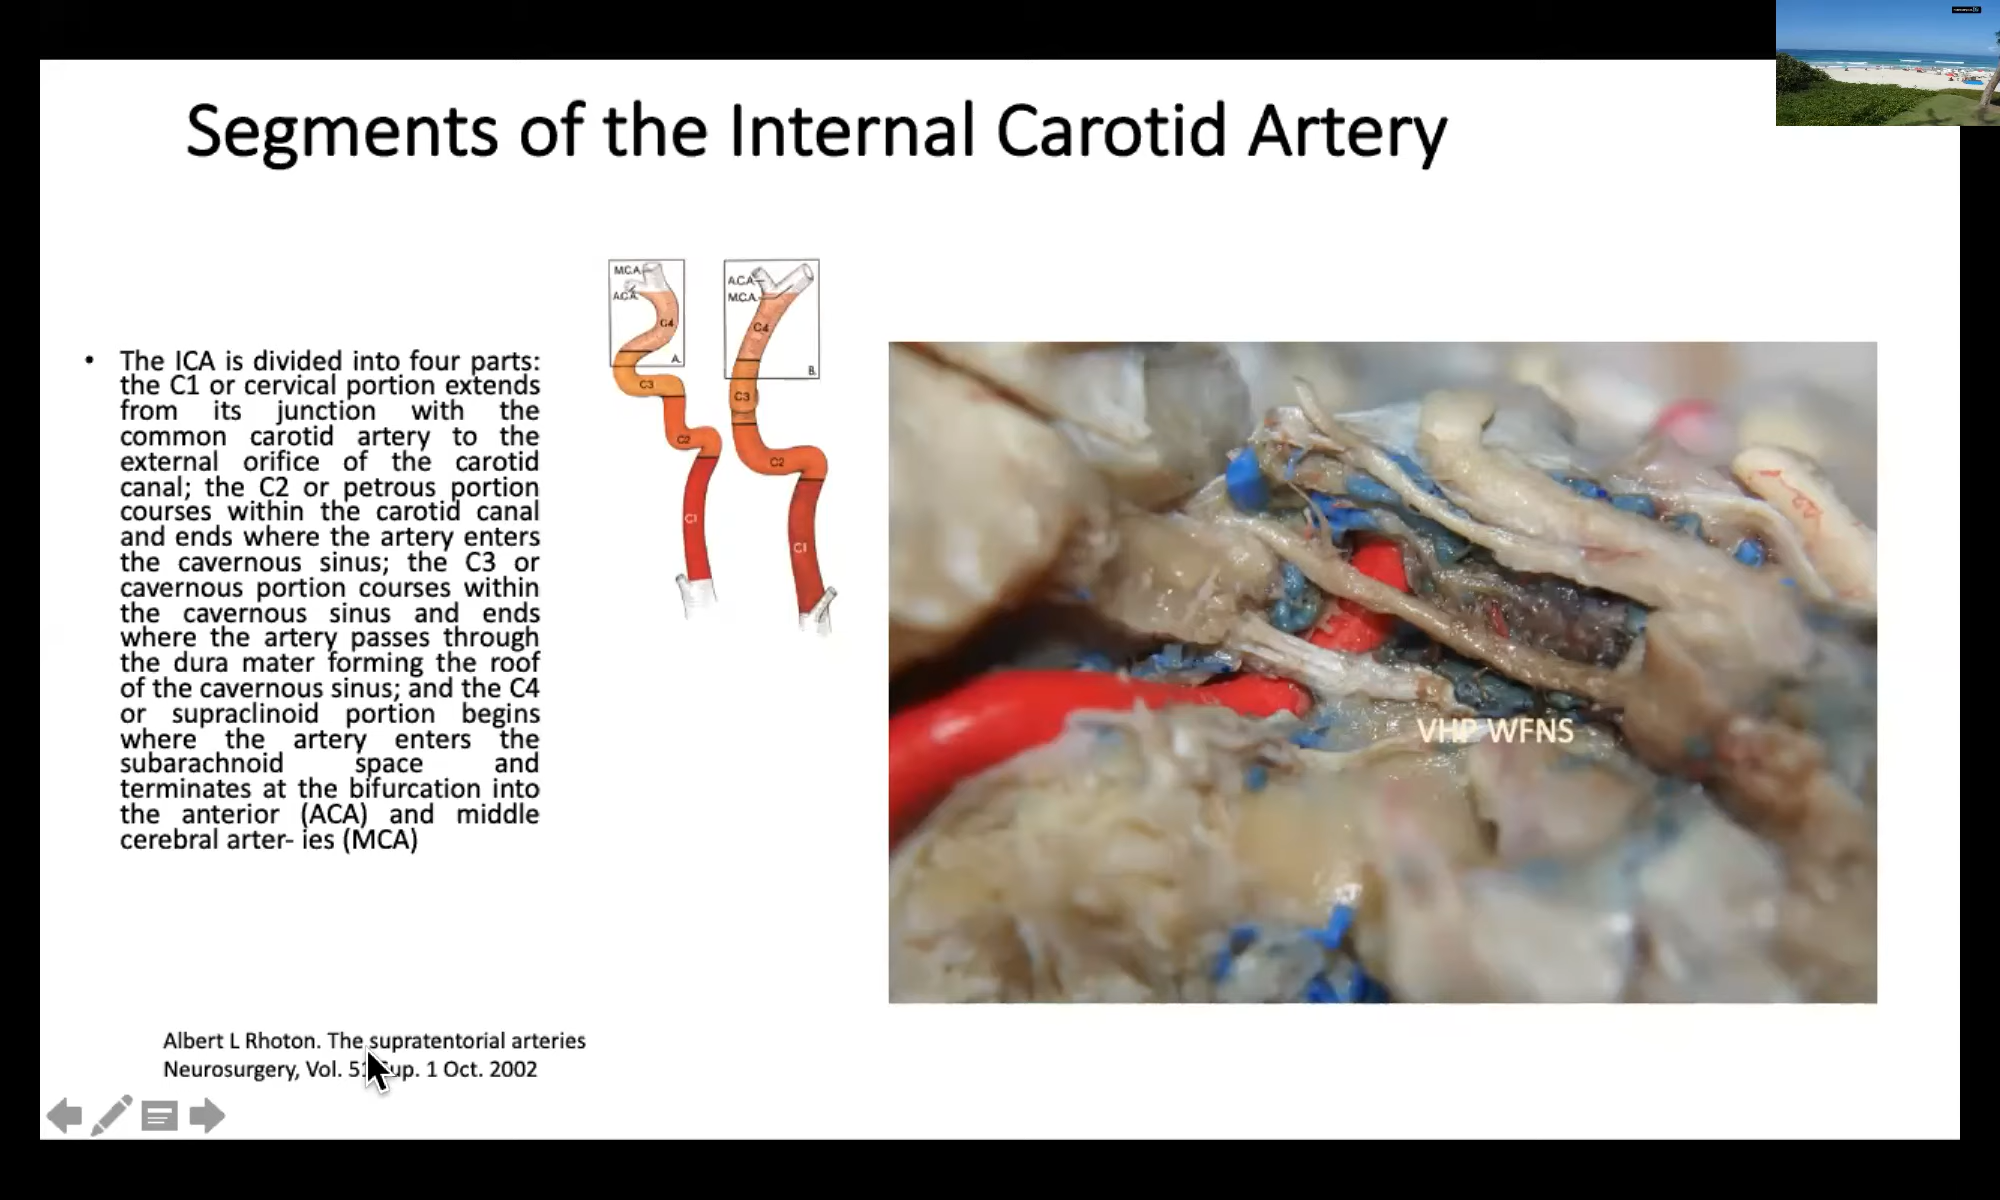 Segments of the Internal Carotid Artery
M.C.A.
A.C.A.
C4
A.
C3
C2
C1
A.C.A.
M.C.A.
C4
B.
C3
C2
C1
• The ICA is divided into four parts:
the C1 or cervical portion extends
from its junction with the
common carotid artery to the
external orifice of the carotid
canal; the C2 or petrous portion
courses within the carotid canal
and ends where the artery enters
the cavernous sinus; the C3 or
cavernous portion courses within
the cavernous sinus and ends
where the artery passes through
the dura mater forming the roof
of the cavernous sinus; and the C4
or supraclinoid portion begins
where the artery enters the
subarachnoid space and
terminates at the bifurcation into
the anterior (ACA) and middle
cerebral arter- ies (MCA)
VHP WFNS
Albert L Rhoton. The supratentorial arteries
Neurosurgery, Vol. 1 Oct. 2002